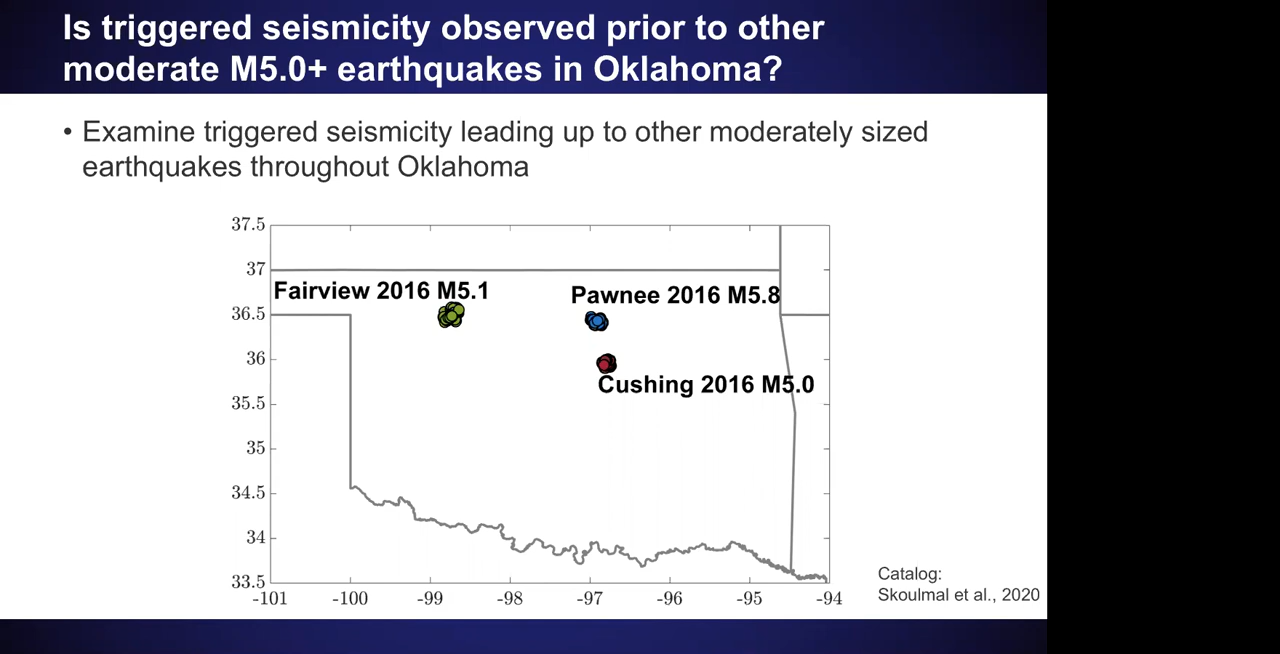 Is triggered seismicity observed prior to other
moderate M5.0+ earthquakes in Oklahoma?
• Examine triggered seismicity leading up to other moderately sized
earthquakes throughout Oklahoma
37.5
37
Fairview 2016 M5.1
Pawnee 2016 M5.8
36.5
36
Cushing 2016 M5.0
35.5
35
34.5
34
33.5
-101 -100 -99 -98 -97 -96 -95 -94
Catalog:
Skoulmal et al., 2020